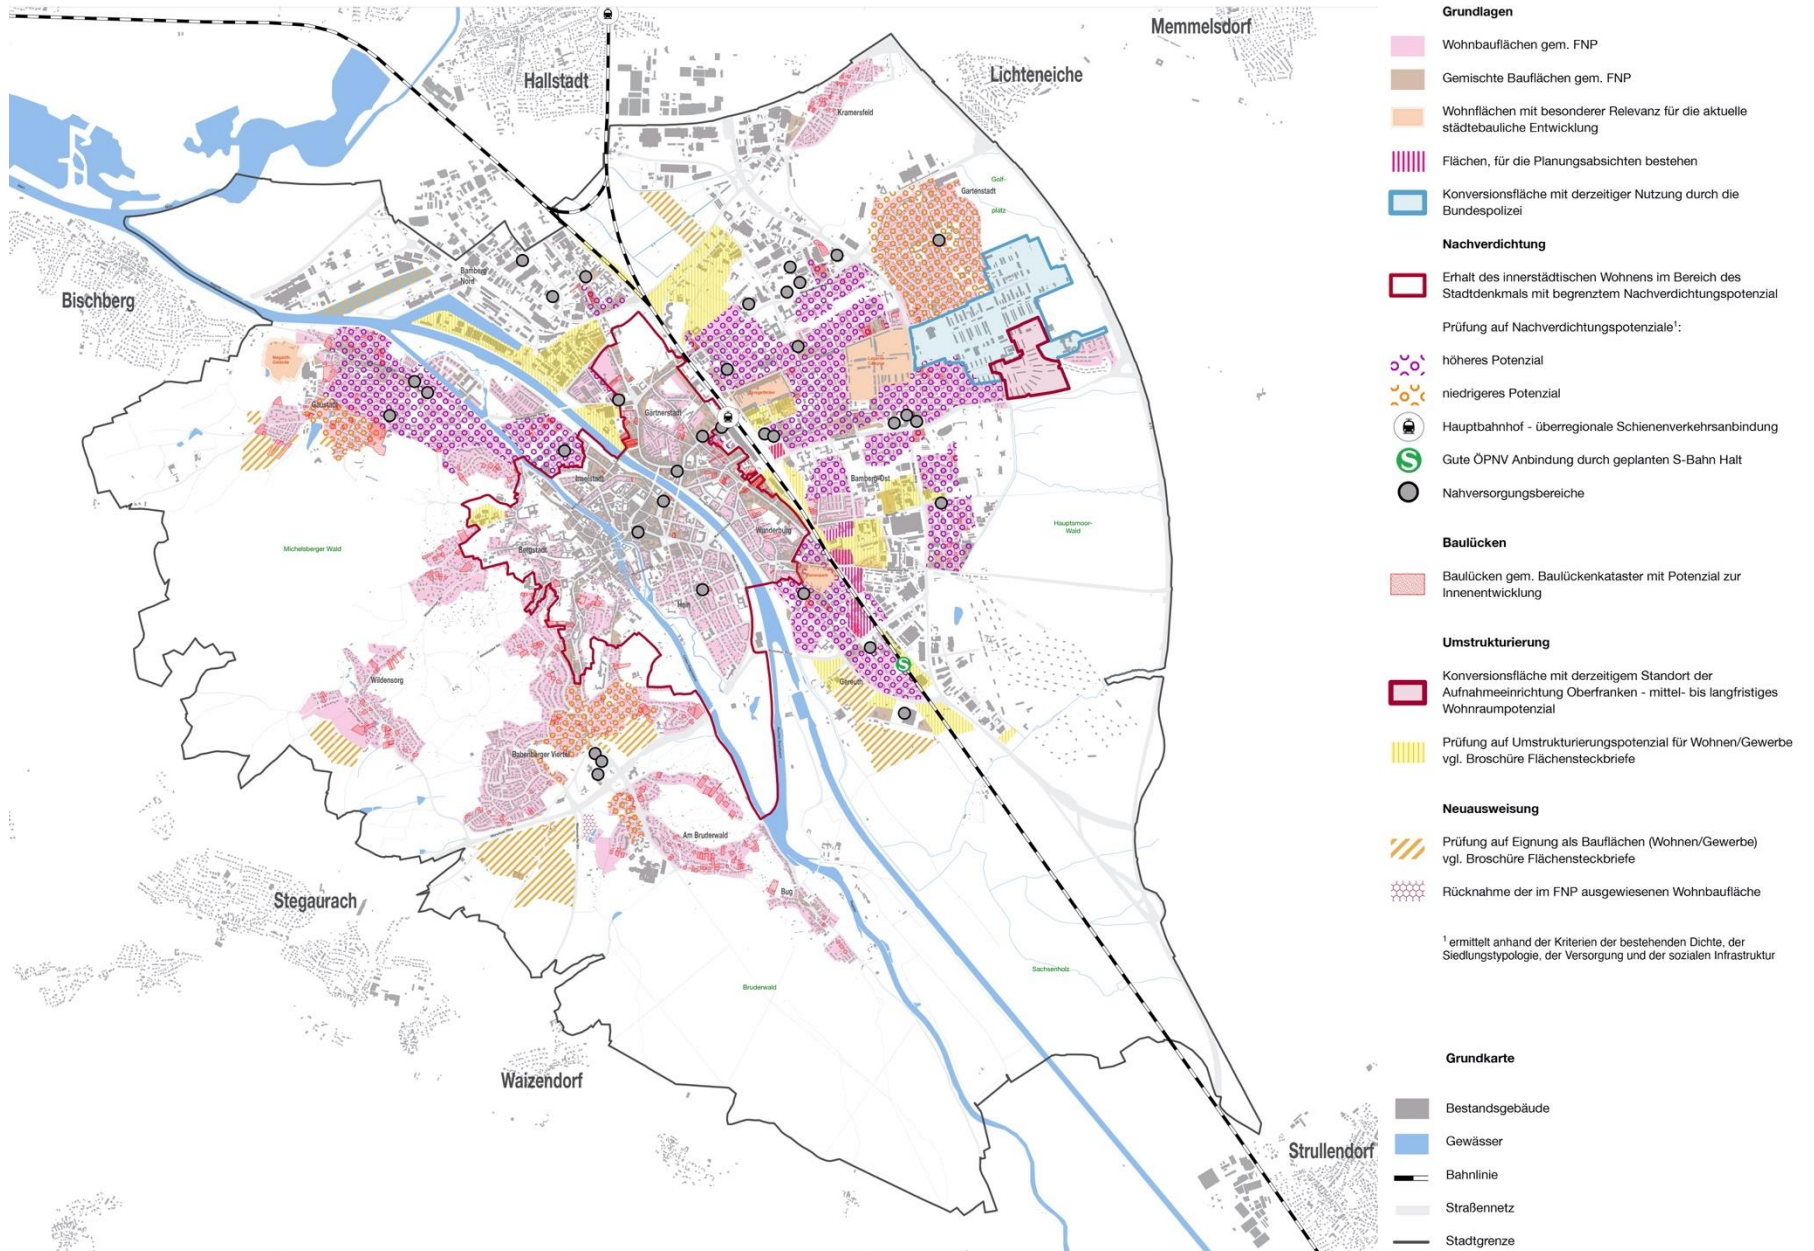 Memmelsdorf
Hallstadt
Lichteneiche
Kramersfeld
Golf-
platz
Gartenstadt
Bamberg
Nord
Bischberg
Gaustadt
Gärtnerstadt
Inselstadt
Bamberg-Ost
Wunderburg
Hauptsmoor-
Wald
Michelsberger Wald
Bergstadt
Hain
Wildensorg
Gereuth
Babenberger Viertel
Am Bruderwald
Bug
Stegaurach
Sachsenholz
Bruderwald
Waizendorf
Strullendorf
Grundlagen
Wohnbauflächen gem. FNP
Gemischte Bauflächen gem. FNP
Wohnflächen mit besonderer Relevanz für die aktuelle
städtebauliche Entwicklung
Flächen, für die Planungsabsichten bestehen
Konversionsfläche mit derzeitiger Nutzung durch die
Bundespolizei
Nachverdichtung
Erhalt des innerstädtischen Wohnens im Bereich des
Stadtdenkmals mit begrenztem Nachverdichtungspotenzial
Prüfung auf Nachverdichtungspotenziale¹:
höheres Potenzial
niedrigeres Potenzial
Hauptbahnhof - überregionale Schienenverkehrsanbindung
S
Gute ÖPNV Anbindung durch geplanten S-Bahn Halt
Nahversorgungsbereiche
Baulücken
Baulücken gem. Baulückenkataster mit Potenzial zur
Innenentwicklung
Umstrukturierung
Konversionsfläche mit derzeitigem Standort der
Aufnahmeeinrichtung Oberfranken - mittel- bis langfristiges
Wohnraumpotenzial
Prüfung auf Umstrukturierungspotenzial für Wohnen/Gewerbe
vgl. Broschüre Flächensteckbriefe
Neuausweisung
Prüfung auf Eignung als Bauflächen (Wohnen/Gewerbe)
vgl. Broschüre Flächensteckbriefe
Rücknahme der im FNP ausgewiesenen Wohnbaufläche
¹ ermittelt anhand der Kriterien der bestehenden Dichte, der
Siedlungstypologie, der Versorgung und der sozialen Infrastruktur
Grundkarte
Bestandsgebäude
Gewässer
Bahnlinie
Straßennetz
Stadtgrenze